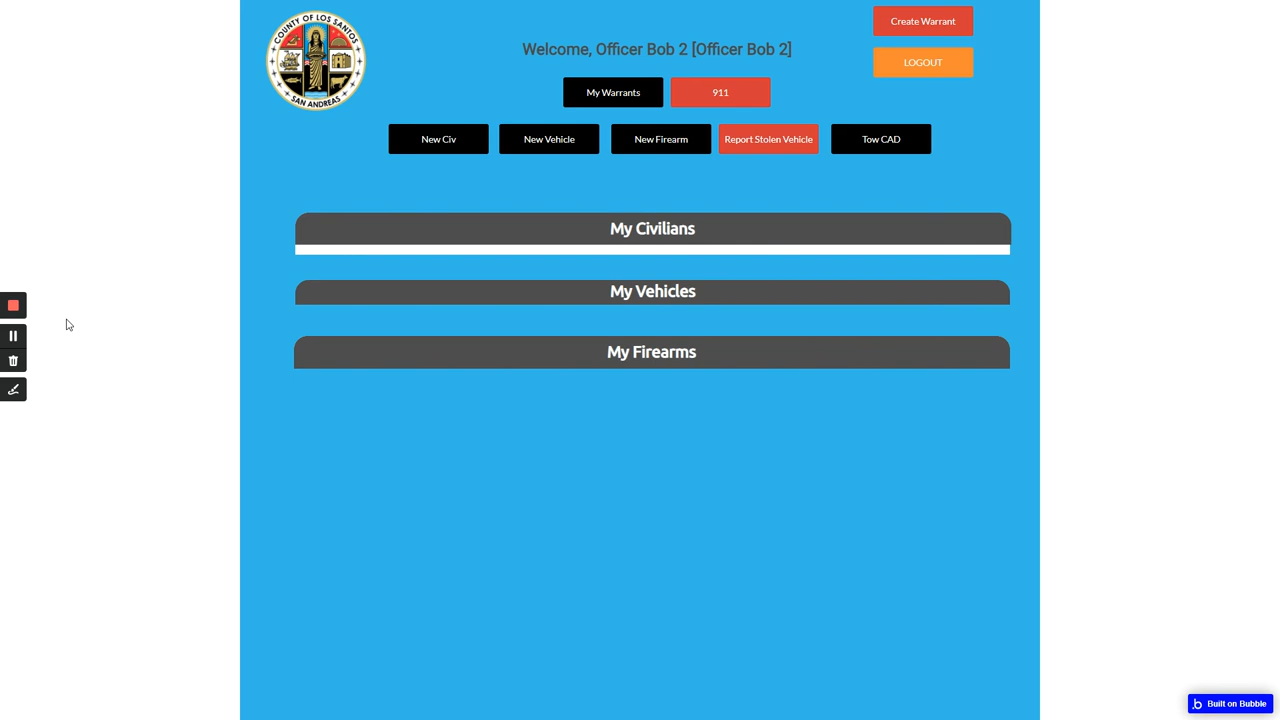 COUNTY OF LOS SANTOS
SAN ANDREAS
Welcome, Officer Bob 2 [Officer Bob 2]
Create Warrant
LOGOUT
My Warrants
911
New Civ
New Vehicle
New Firearm
Report Stolen Vehicle
Tow CAD
My Civilians
My Vehicles
My Firearms
.b Built on Bubble